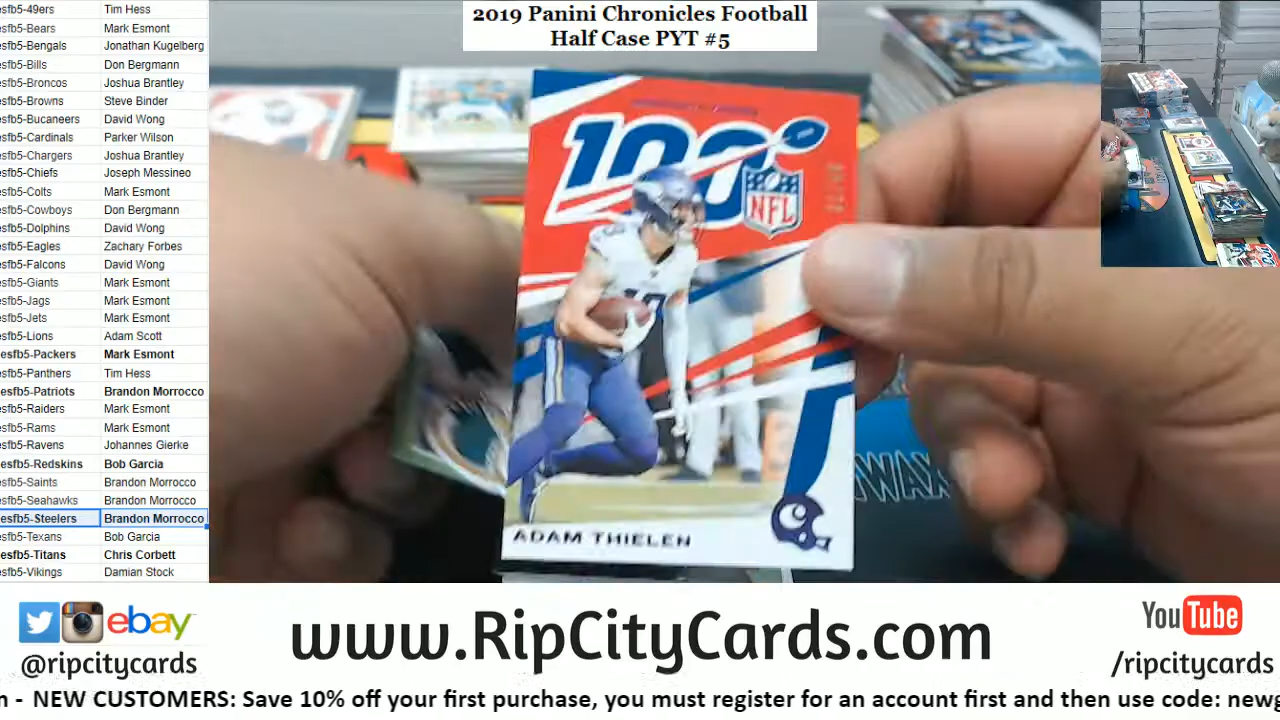 2019 Panini Chronicles Football
Half Case PYT #5
esfb5-49ers Tim Hess
esfb5-Bears Mark Esmont
esfb5-Bengals Jonathan Kugelberg
esfb5-Bills Don Bergmann
esfb5-Broncos Joshua Brantley
esfb5-Browns Steve Binder
esfb5-Bucaneers David Wong
esfb5-Cardinals Parker Wilson
esfb5-Chargers Joshua Brantley
esfb5-Chiefs Joseph Messineo
esfb5-Colts Mark Esmont
esfb5-Cowboys Don Bergmann
esfb5-Dolphins David Wong
esfb5-Eagles Zachary Forbes
esfb5-Falcons David Wong
esfb5-Giants Mark Esmont
esfb5-Jags Mark Esmont
esfb5-Jets Mark Esmont
esfb5-Lions Adam Scott
esfb5-Packers Mark Esmont
esfb5-Panthers Tim Hess
esfb5-Patriots Brandon Morrocco
esfb5-Raiders Mark Esmont
esfb5-Rams Mark Esmont
esfb5-Ravens Johannes Gierke
esfb5-Redskins Bob Garcia
esfb5-Saints Brandon Morrocco
esfb5-Seahawks Brandon Morrocco
esfb5-Steelers Brandon Morrocco
esfb5-Texans Bob Garcia
esfb5-Titans Chris Corbett
esfb5-Vikings Damian Stock
100
NFL
19
ADAM THIELEN
WAX
ebay
@ripcitycards
www.RipCityCards.com
YouTube
/ripcitycards
n - NEW CUSTOMERS: Save 10% off your first purchase, you must register for an account first and then use code: newg